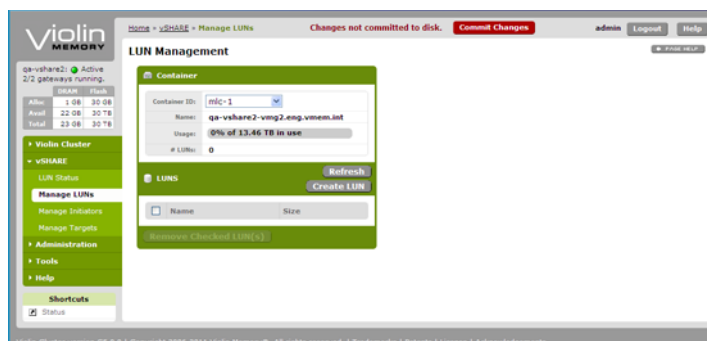 Violin
MEMORY
Home » vSHARE » Manage LUNs
Changes not committed to disk.
Commit Changes
admin
Logout
Help
LUN Management
PAGE HELP
qa-vshare2: Active
2/2 gateways running.
DRAM Flash
Alloc 1 GB 30 GB
Avail 22 GB 30 TB
Total 23 GB 30 TB
Violin Cluster
vSHARE
LUN Status
Manage LUNs
Manage Initiators
Manage Targets
Administration
Tools
Help
Shortcuts
Status
Container
Container ID: mlc-1
Name: qa-vshare2-vmg2.eng.vmem.int
Usage: 0% of 13.46 TB in use
# LUNs: 0
LUNS
Refresh
Create LUN
Name Size
Remove Checked LUN(s)